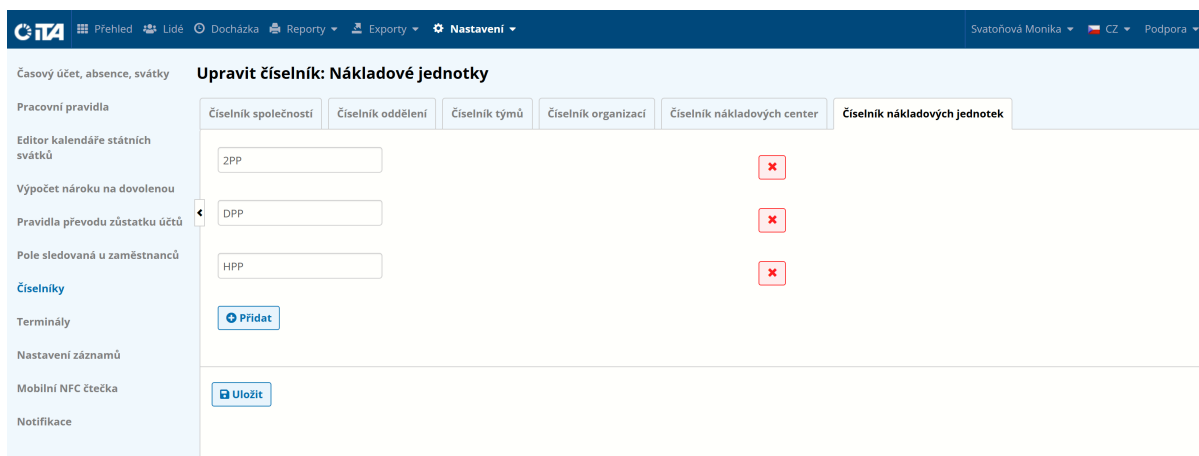 iTA Přehled Lidé Docházka Reporty Exporty Nastavení Svatoňová Monika CZ Podpora
Časový účet, absence, svátky
Pracovní pravidla
Editor kalendáře státních
svátků
Výpočet nároku na dovolenou
Pravidla převodu zůstatku účtů
Pole sledovaná u zaměstnanců
Číselníky
Terminály
Nastavení záznamů
Mobilní NFC čtečka
Notifikace
Upravit číselník: Nákladové jednotky
Číselník společností Číselník oddělení Číselník týmů Číselník organizací Číselník nákladových center Číselník nákladových jednotek
2PP
DPP
HPP
Přidat
Uložit